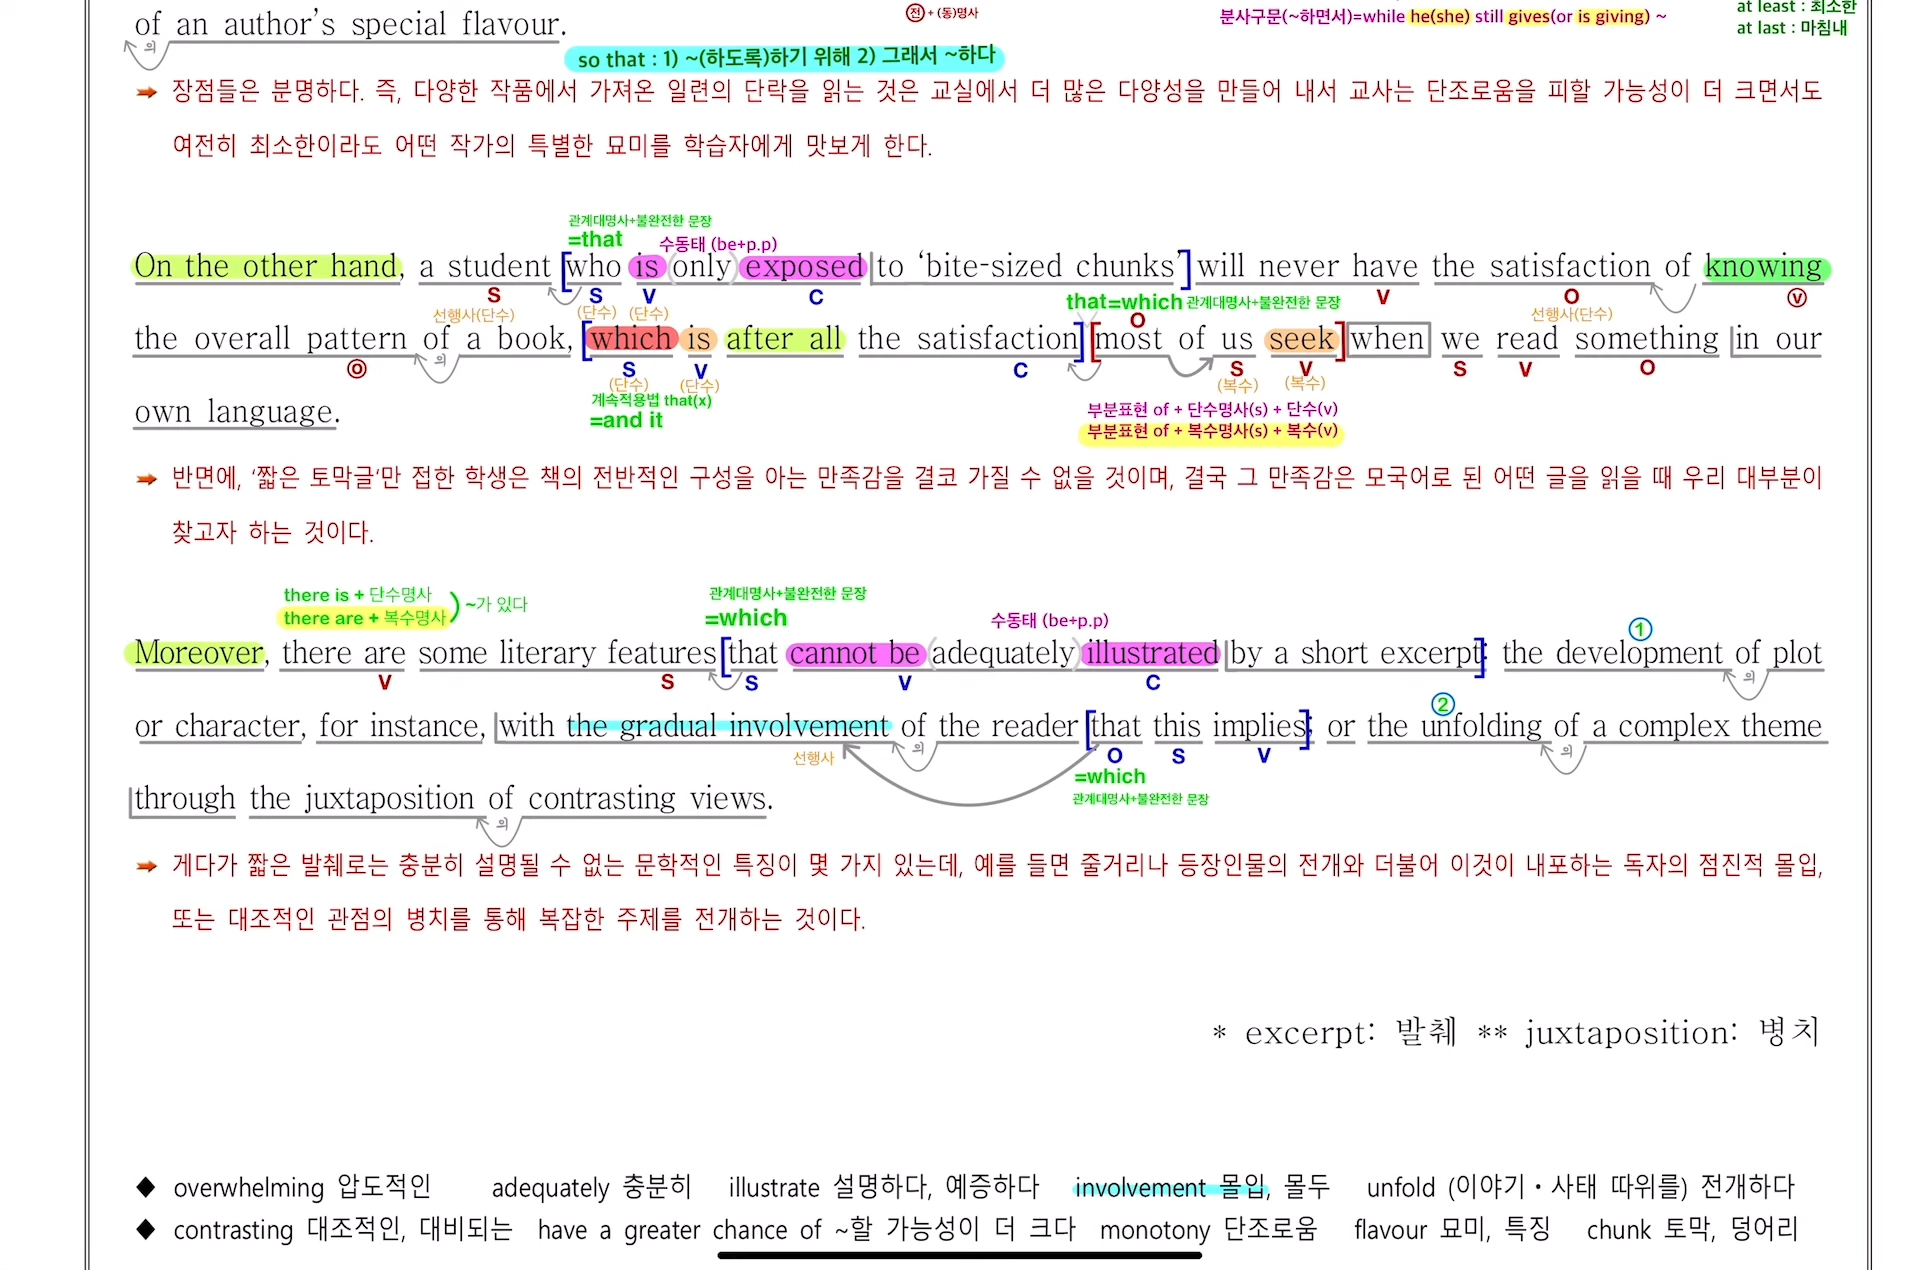 전 + (동)명사
분사구문(~하면서)=while he(she) still gives(or is giving) ~
at least : 최소한
at last : 마침내
of an author's special flavour.
의
so that : 1) ~(하도록)하기 위해 2) 그래서 ~하다
➡ 장점들은 분명하다. 즉, 다양한 작품에서 가져온 일련의 단락을 읽는 것은 교실에서 더 많은 다양성을 만들어 내서 교사는 단조로움을 피할 가능성이 더 크면서도
여전히 최소한이라도 어떤 작가의 특별한 묘미를 학습자에게 맛보게 한다.
관계대명사+불완전한 문장
=that 수동태 (be+p.p)
On the other hand, a student [who is (only) exposed to 'bite-sized chunks'] will never have the satisfaction of knowing
S S V C V O ⓥ
선행사(단수) (단수) (단수) that=which 관계대명사+불완전한 문장 선행사(단수)
O
the overall pattern of a book, [which is after all the satisfaction] [most of us seek] when we read something in our
ⓞ 의 S V C S V S V O
(단수) (단수) (복수) (복수)
계속적용법 that(x)
=and it
부분표현 of + 단수명사(s) + 단수(v)
부분표현 of + 복수명사(s) + 복수(v)
own language.
➡ 반면에, '짧은 토막글'만 접한 학생은 책의 전반적인 구성을 아는 만족감을 결코 가질 수 없을 것이며, 결국 그 만족감은 모국어로 된 어떤 글을 읽을 때 우리 대부분이
찾고자 하는 것이다.
there is + 단수명사
there are + 복수명사
) ~가 있다
관계대명사+불완전한 문장
=which
수동태 (be+p.p)
①
Moreover, there are some literary features [that cannot be (adequately) illustrated by a short excerpt]: the development of plot
V S S V C 의
②
or character, for instance, with the gradual involvement of the reader [that this implies]; or the unfolding of a complex theme
선행사 의 O S V 의
=which
관계대명사+불완전한 문장
through the juxtaposition of contrasting views.
의
➡ 게다가 짧은 발췌로는 충분히 설명될 수 없는 문학적인 특징이 몇 가지 있는데, 예를 들면 줄거리나 등장인물의 전개와 더불어 이것이 내포하는 독자의 점진적 몰입,
또는 대조적인 관점의 병치를 통해 복잡한 주제를 전개하는 것이다.
* excerpt: 발췌 ** juxtaposition: 병치
◆ overwhelming 압도적인 adequately 충분히 illustrate 설명하다, 예증하다 involvement 몰입, 몰두 unfold (이야기・사태 따위를) 전개하다
◆ contrasting 대조적인, 대비되는 have a greater chance of ~할 가능성이 더 크다 monotony 단조로움 flavour 묘미, 특징 chunk 토막, 덩어리